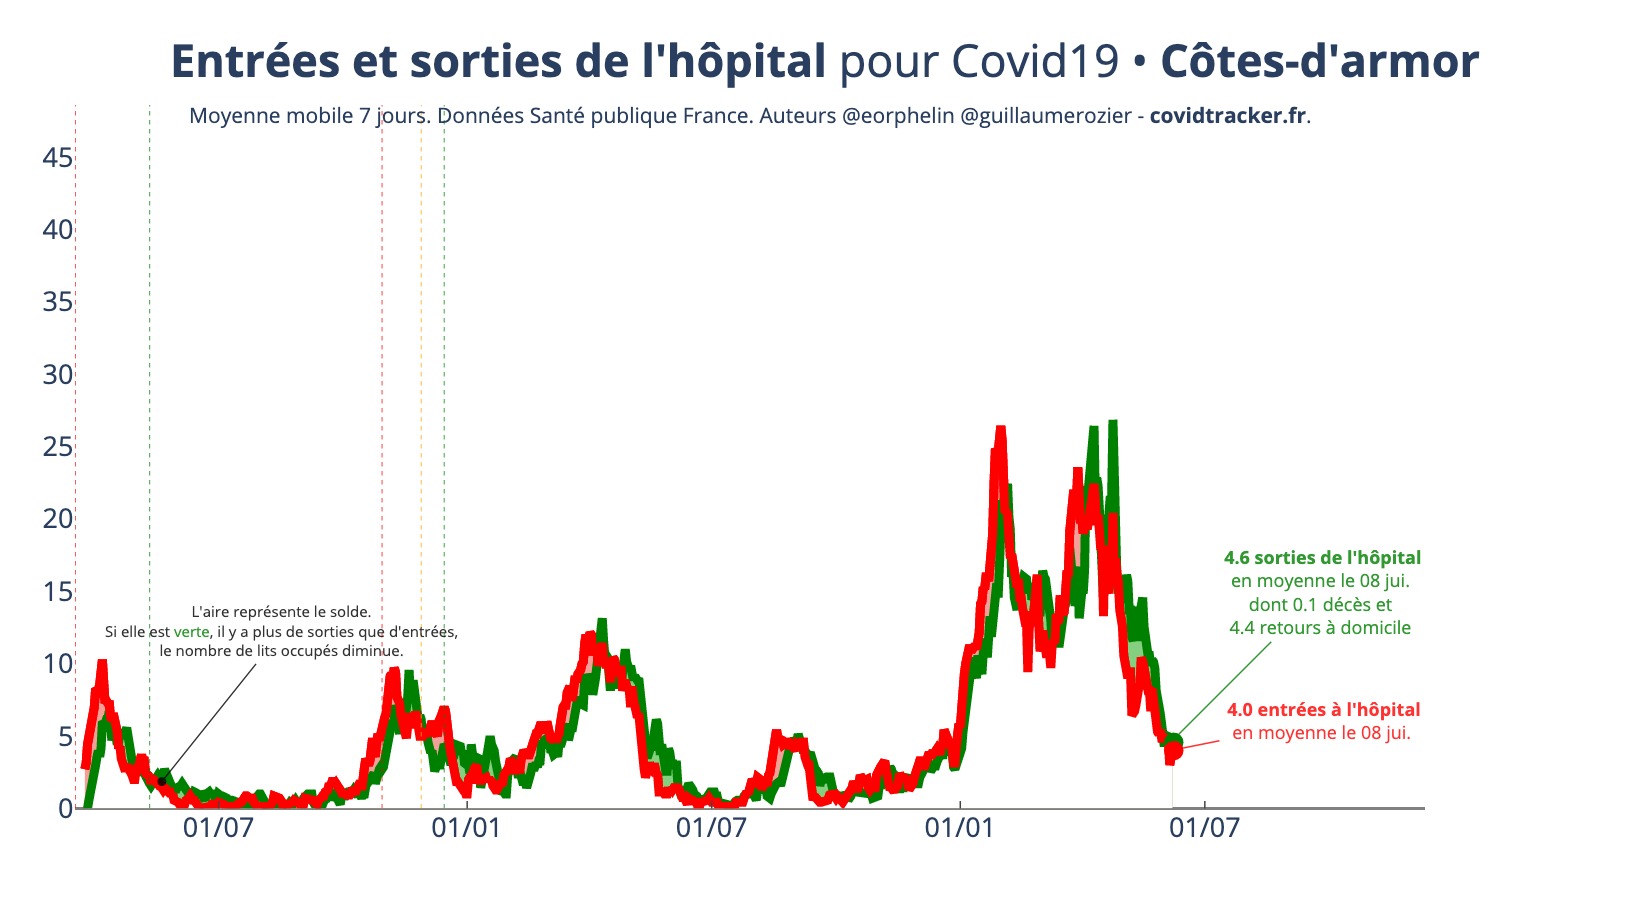 Entrées et sorties de l'hôpital pour Covid19 • Côtes-d'armor
Moyenne mobile 7 jours. Données Santé publique France. Auteurs @eorphelin @guillaumerozier - covidtracker.fr.
45
40
35
30
25
20
15
10
5
0
L'aire représente le solde.
Si elle est verte, il y a plus de sorties que d'entrées,
le nombre de lits occupés diminue.
4.6 sorties de l'hôpital
en moyenne le 08 jui.
dont 0.1 décès et
4.4 retours à domicile
4.0 entrées à l'hôpital
en moyenne le 08 jui.
01/07
01/01
01/07
01/01
01/07